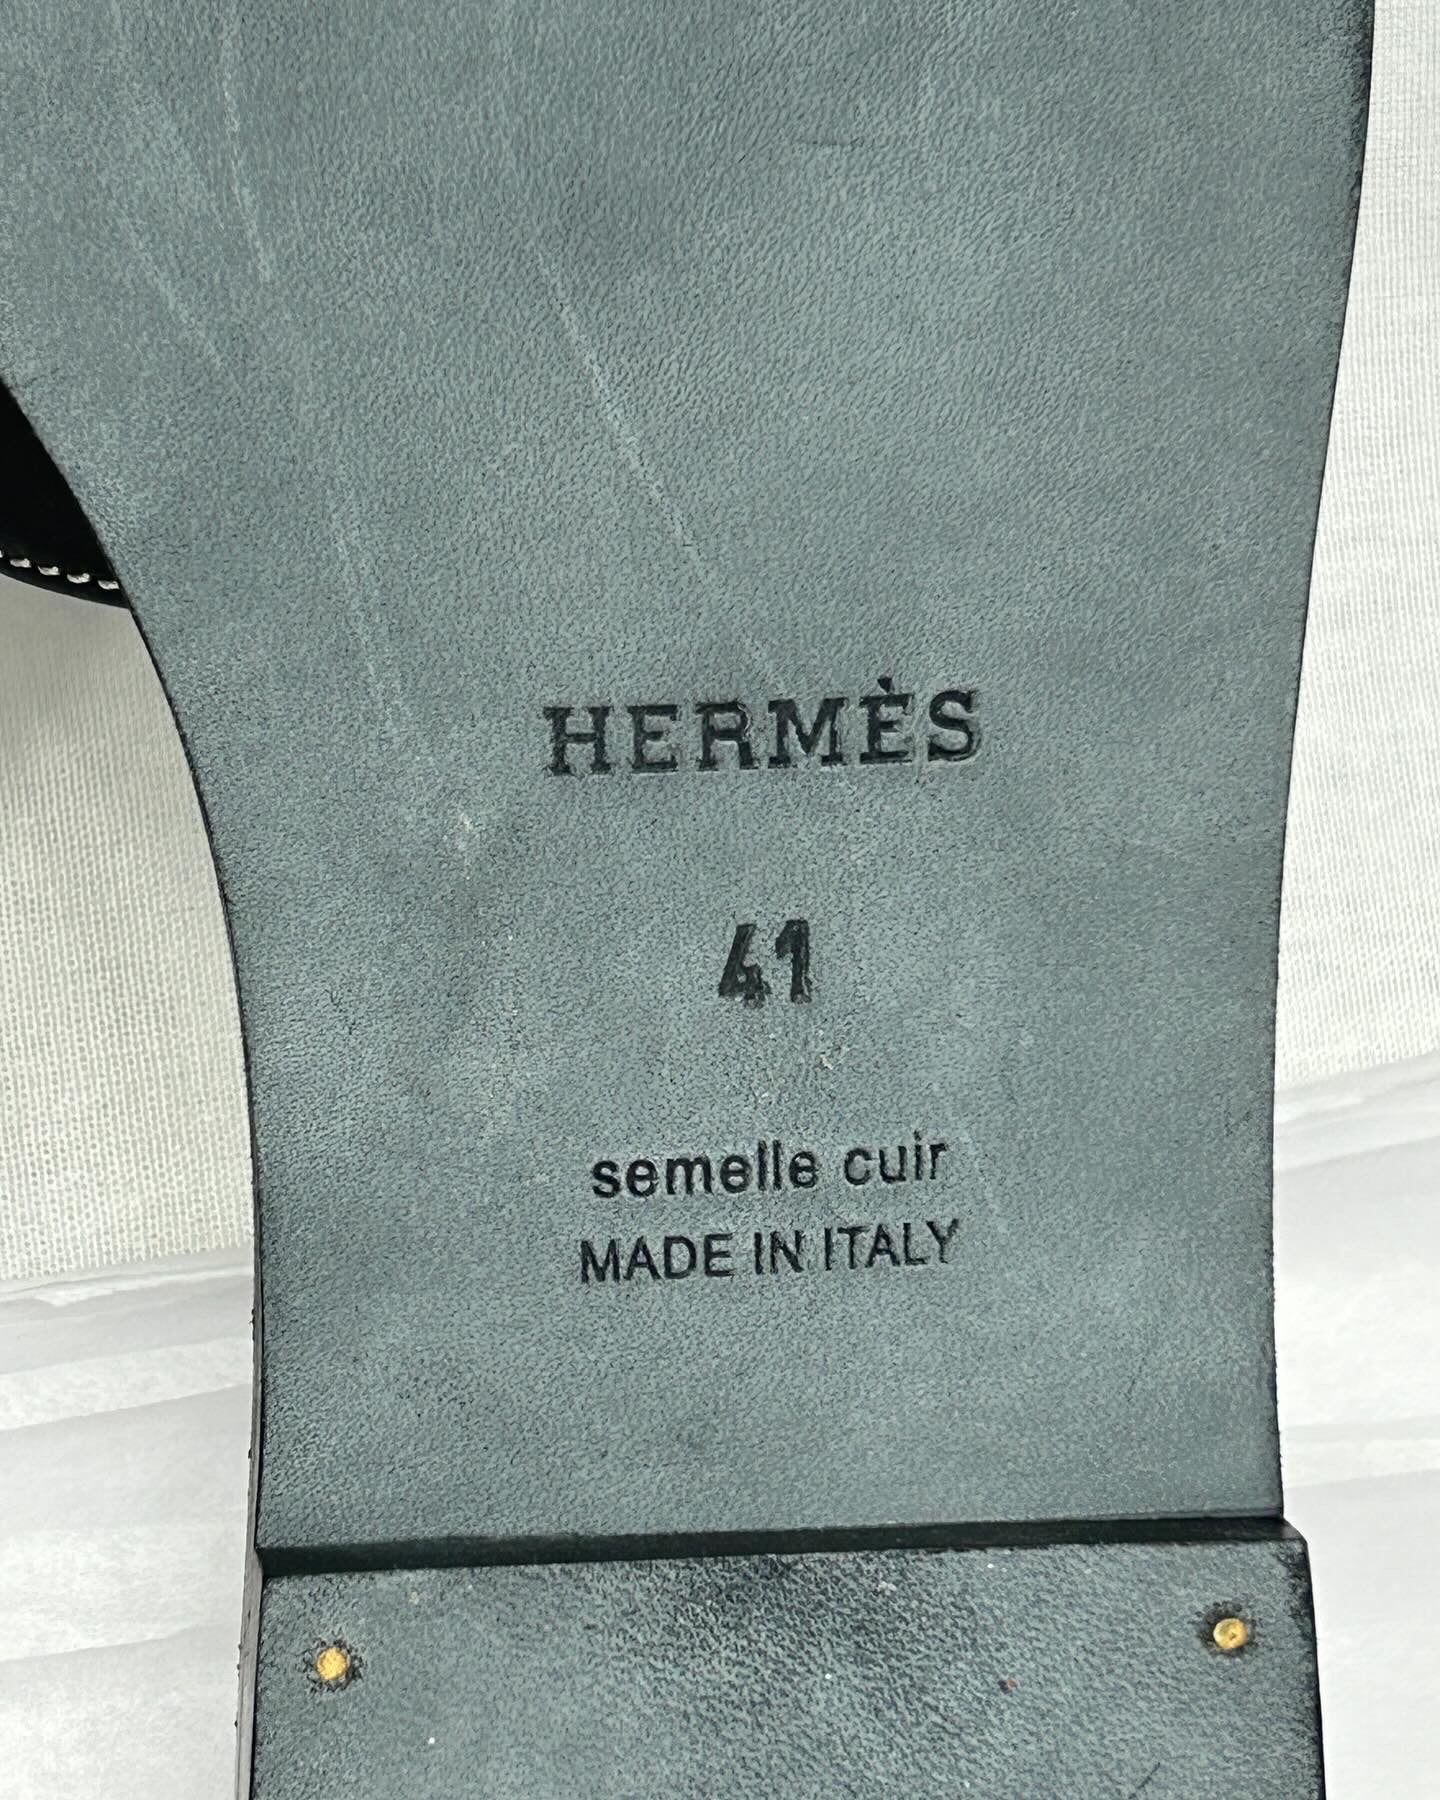 HERMÈS
41
semelle cuir
MADE IN ITALY